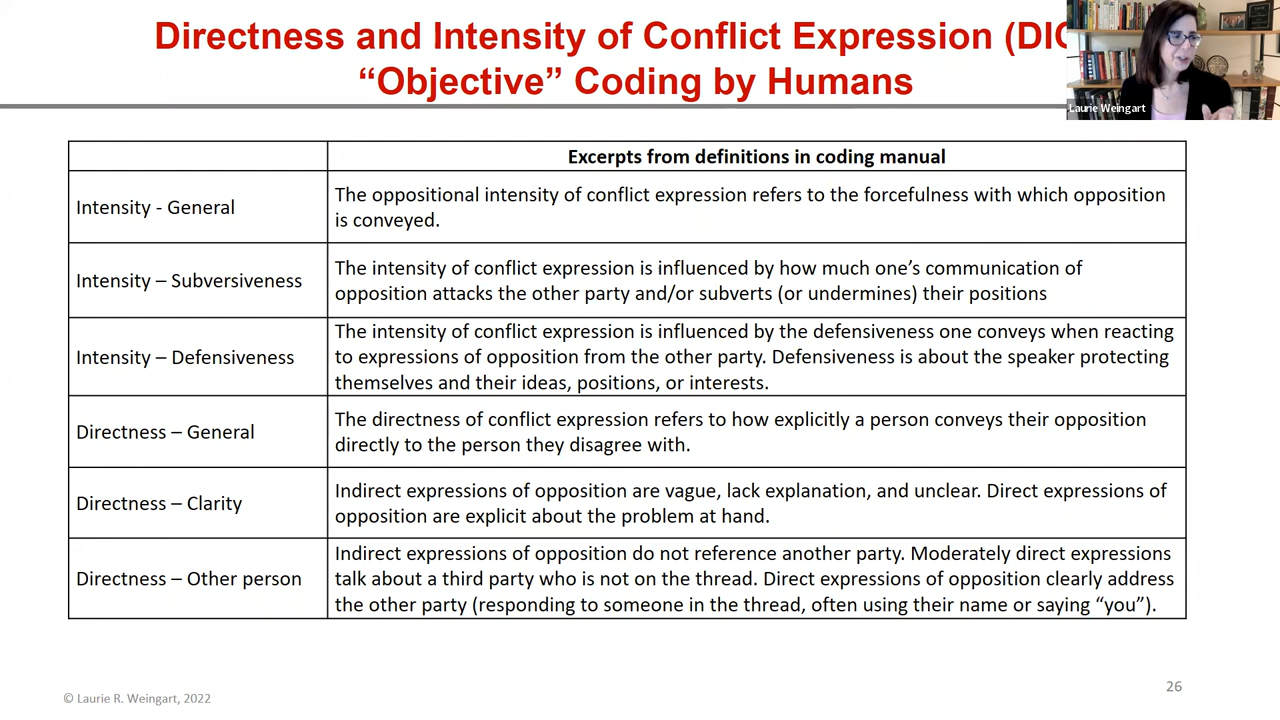 Directness and Intensity of Conflict Expression (DIC
“Objective” Coding by Humans
Laurie Weingart
Excerpts from definitions in coding manual
Intensity - General
The oppositional intensity of conflict expression refers to the forcefulness with which opposition
is conveyed.
Intensity – Subversiveness
The intensity of conflict expression is influenced by how much one’s communication of
opposition attacks the other party and/or subverts (or undermines) their positions
Intensity – Defensiveness
The intensity of conflict expression is influenced by the defensiveness one conveys when reacting
to expressions of opposition from the other party. Defensiveness is about the speaker protecting
themselves and their ideas, positions, or interests.
Directness – General
The directness of conflict expression refers to how explicitly a person conveys their opposition
directly to the person they disagree with.
Directness – Clarity
Indirect expressions of opposition are vague, lack explanation, and unclear. Direct expressions of
opposition are explicit about the problem at hand.
Directness – Other person
Indirect expressions of opposition do not reference another party. Moderately direct expressions
talk about a third party who is not on the thread. Direct expressions of opposition clearly address
the other party (responding to someone in the thread, often using their name or saying “you”).
© Laurie R. Weingart, 2022
26